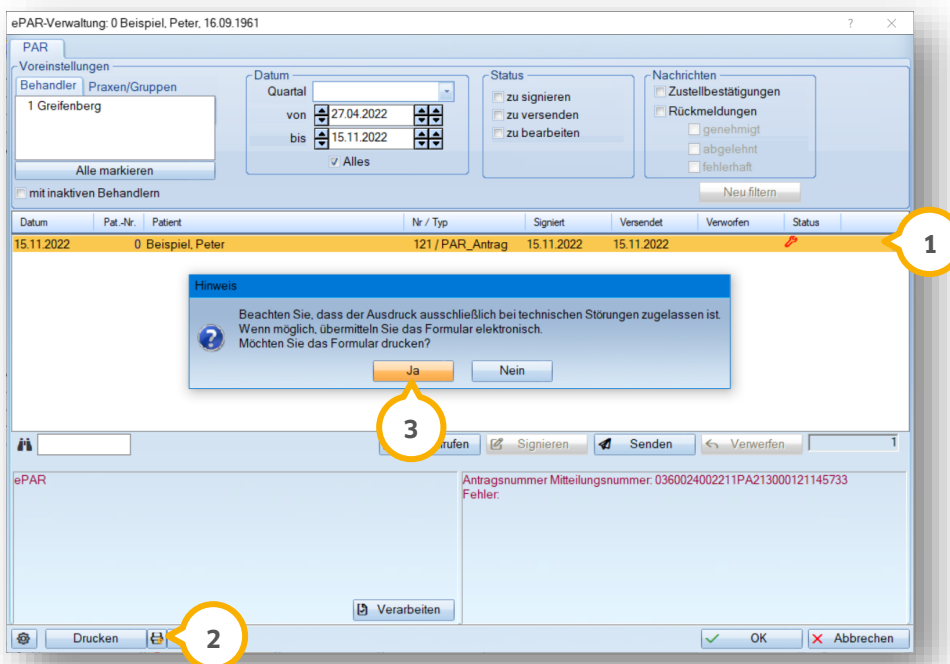 ePAR-Verwaltung: 0 Beispiel, Peter, 16.09.1961
PAR
Voreinstellungen
Behandler Praxen/Gruppen
1 Greifenberg
Alle markieren
mit inaktiven Behandlern
Datum
Quartal
von 27.04.2022
bis 15.11.2022
Alles
Status
zu signieren
zu versenden
zu bearbeiten
Nachrichten
Zustellbestätigungen
Rückmeldungen
genehmigt
abgelehnt
fehlerhaft
Neu filtern
Datum Pat.-Nr. Patient Nr / Typ Signiert Versendet Verworfen Status
15.11.2022 0 Beispiel, Peter 121 / PAR_Antrag 15.11.2022 15.11.2022
1
Hinweis
Beachten Sie, dass der Ausdruck ausschließlich bei technischen Störungen zugelassen ist.
Wenn möglich, übermitteln Sie das Formular elektronisch.
Möchten Sie das Formular drucken?
Ja Nein
3
rufen Signieren Senden Verwerfen 1
ePAR
Antragsnummer Mitteilungsnummer: 0360024002211PA213000121145733
Fehler:
Verarbeiten
Drucken 2 OK Abbrechen